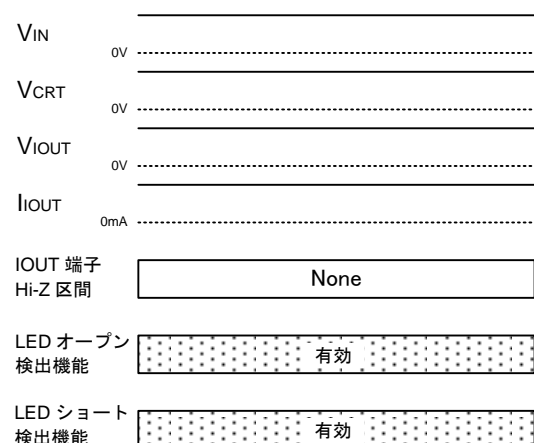 VIN
0V
VCRT
0V
VIOUT
0V
IIOUT
0mA
IOUT 端子
Hi-Z 区間
None
LED オープン
検出機能
有効
LED ショート
検出機能
有効